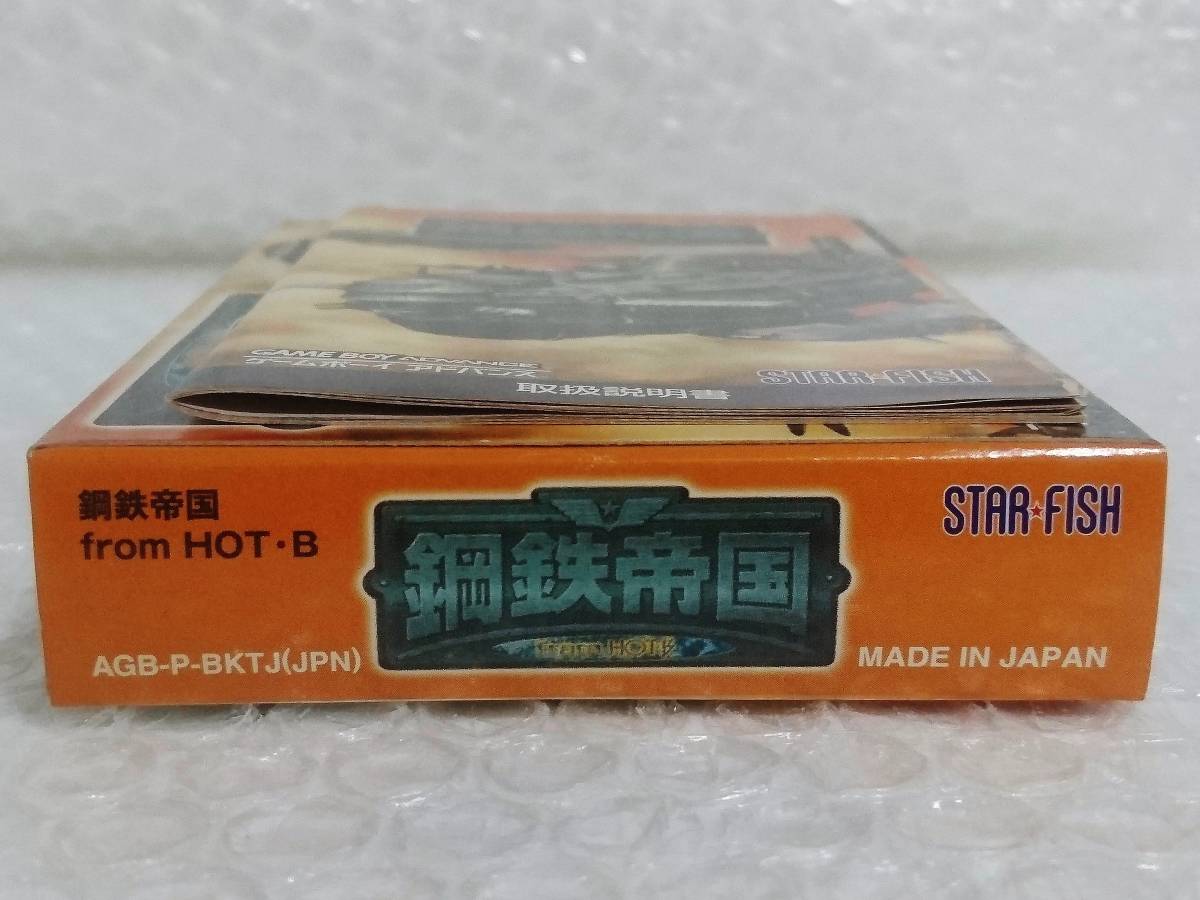 GAME BOY ADVANCE
ゲームボーイ アドバンス
取扱説明書
STAR★FISH
鋼鉄帝国
from HOT・B
鋼鉄帝国
from HOT・B
STAR★FISH
AGB-P-BKTJ(JPN)
MADE IN JAPAN